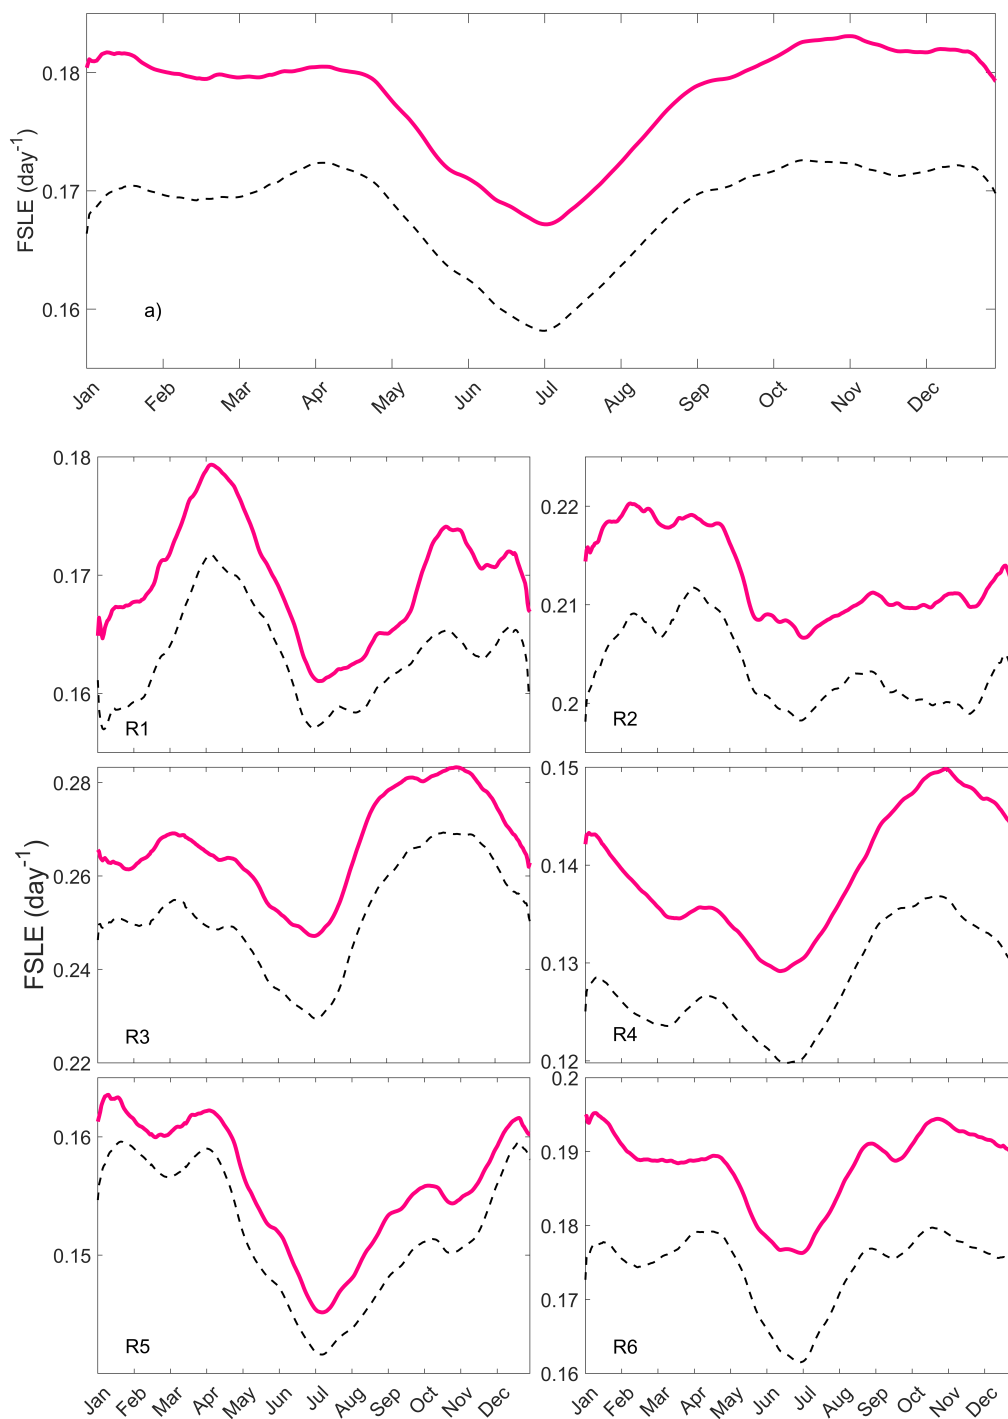 0.18
0.17
0.16
FSLE (day⁻¹)
a)
Jan Feb Mar Apr May Jun Jul Aug Sep Oct Nov Dec
0.18
0.17
0.16
R1
0.22
0.21
0.2
R2
0.28
0.26
0.24
0.22
FSLE (day⁻¹)
R3
0.15
0.14
0.13
0.12
R4
0.16
0.15
R5
Jan Feb Mar Apr May Jun Jul Aug Sep Oct Nov Dec
0.2
0.19
0.18
0.17
0.16
R6
Jan Feb Mar Apr May Jun Jul Aug Sep Oct Nov Dec